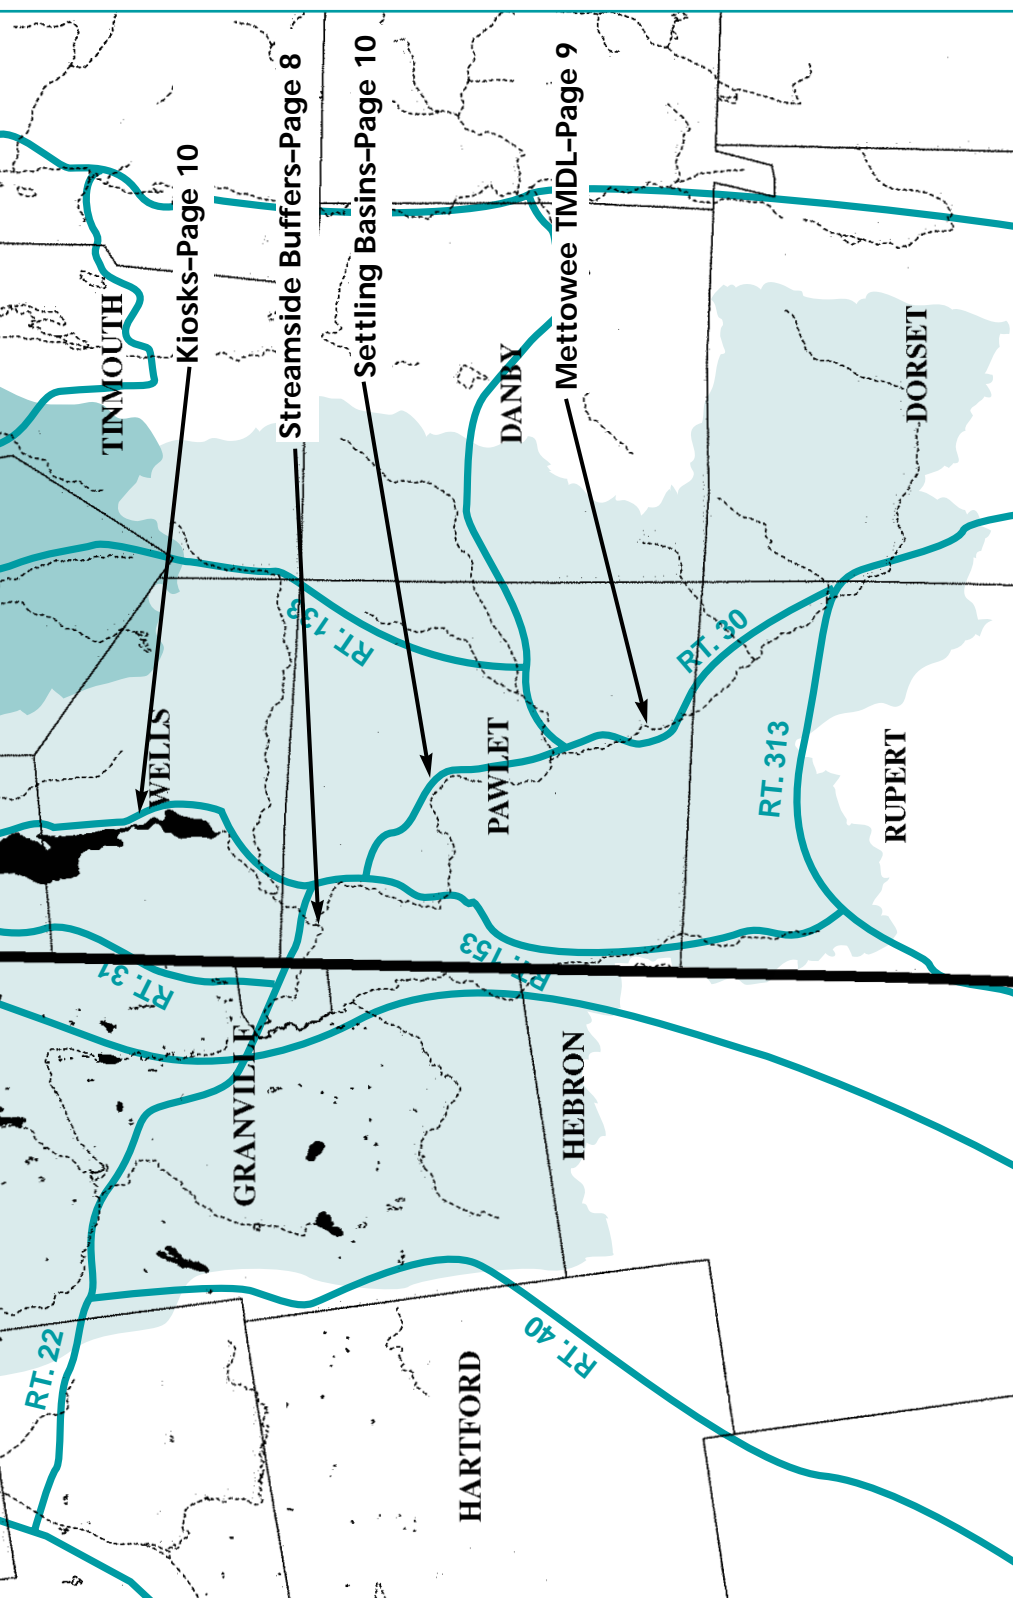 Kiosks–Page 10
Streamside Buffers–Page 8
Settling Basins–Page 10
Mettowee TMDL–Page 9
TINMOUTH
DANBY
DORSET
WELLS
PAWLET
RUPERT
RT. 133
RT. 30
RT. 313
RT. 153
RT. 31
GRANVILLE
HEBRON
HARTFORD
RT. 22
RT. 40